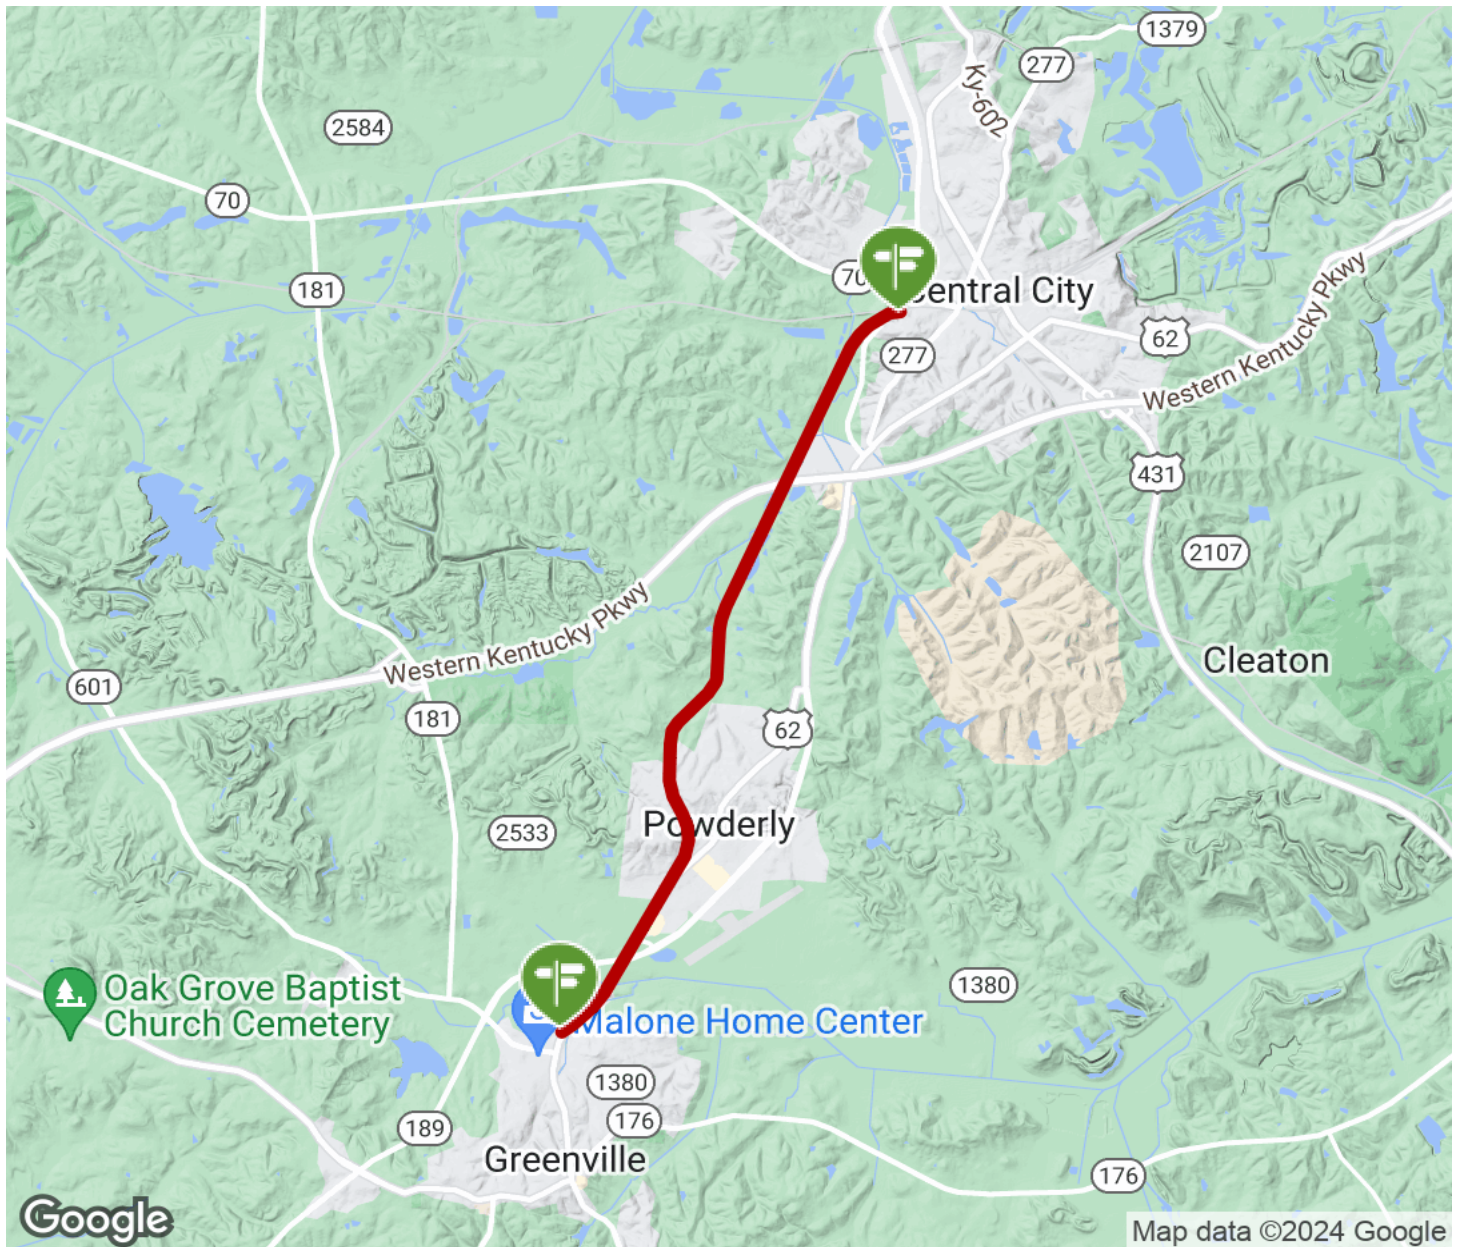 1379
277
Ky-602
2584
70
181
70
Central City
277
62
Western Kentucky Pkwy
431
2107
Western Kentucky Pkwy
Cleaton
601
181
62
2533
Powderly
Oak Grove Baptist
Church Cemetery
1380
Malone Home Center
1380
176
189
Greenville
176
Google
Map data ©2024 Google